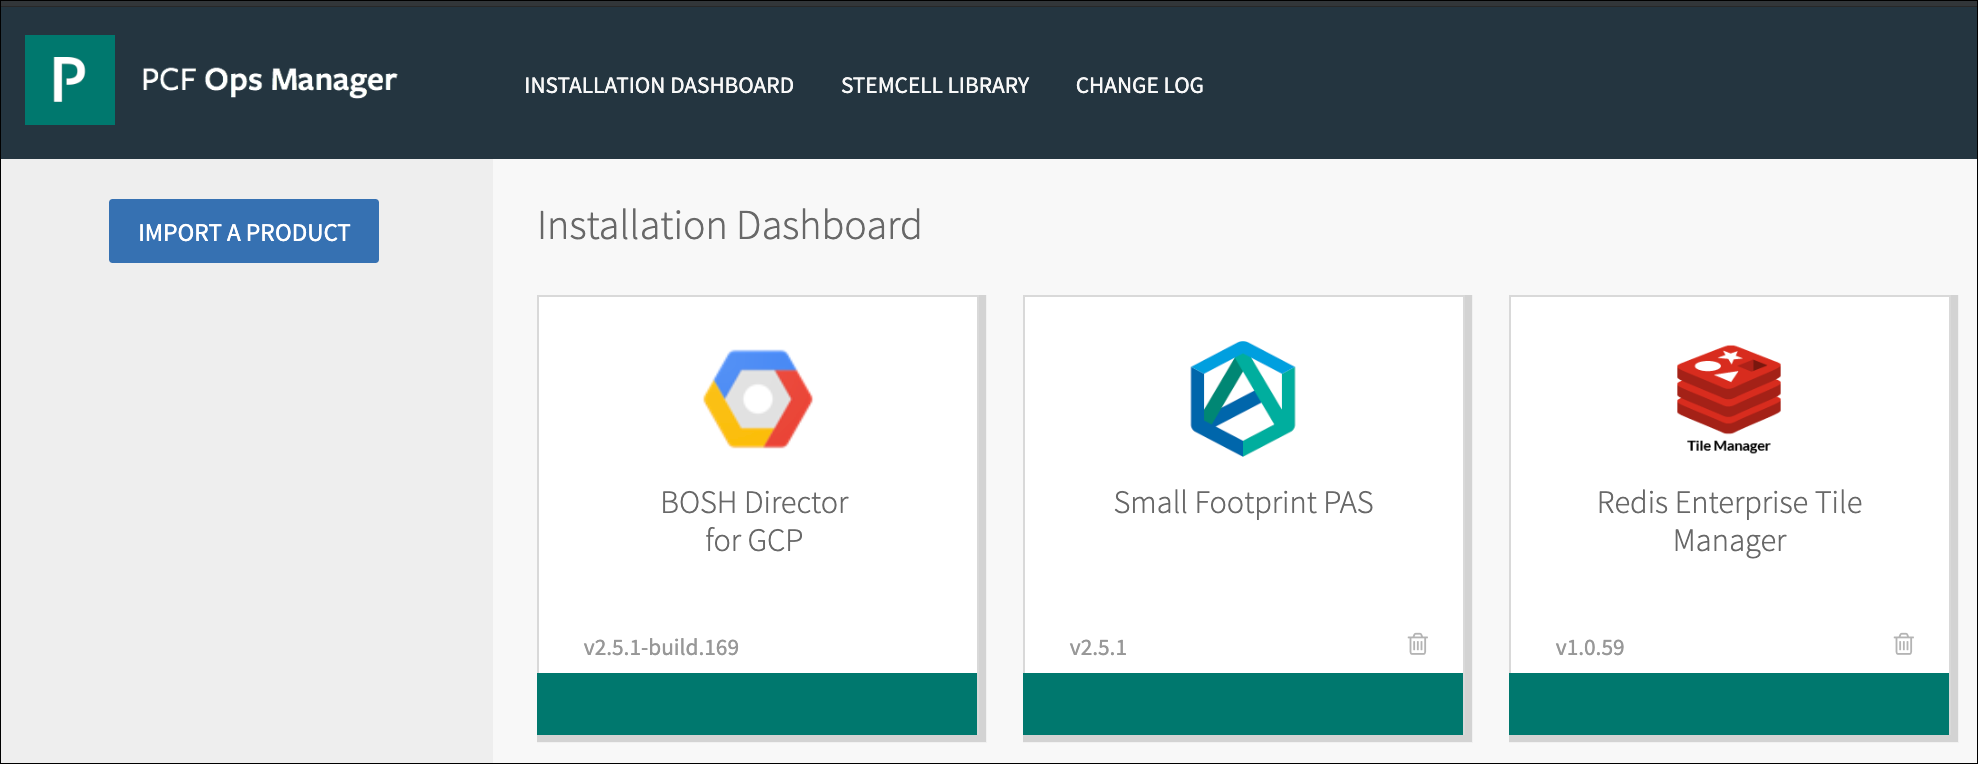 P
PCF Ops Manager
INSTALLATION DASHBOARD
STEMCELL LIBRARY
CHANGE LOG
IMPORT A PRODUCT
Installation Dashboard
BOSH Director
for GCP
v2.5.1-build.169
Small Footprint PAS
v2.5.1
Tile Manager
Redis Enterprise Tile
Manager
v1.0.59